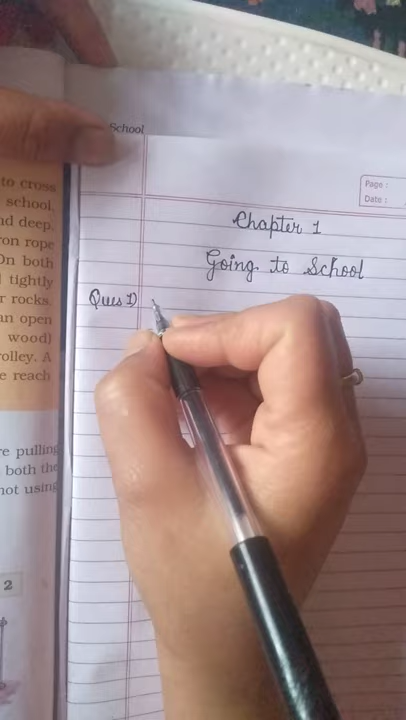 School
Page :
Date :
Chapter 1
Going to School
Ques 1)
to cross
school,
nd deep.
ron rope
On both
tightly
r rocks.
an open
wood)
rolley. A
e reach
re pulling
both the
not using
2